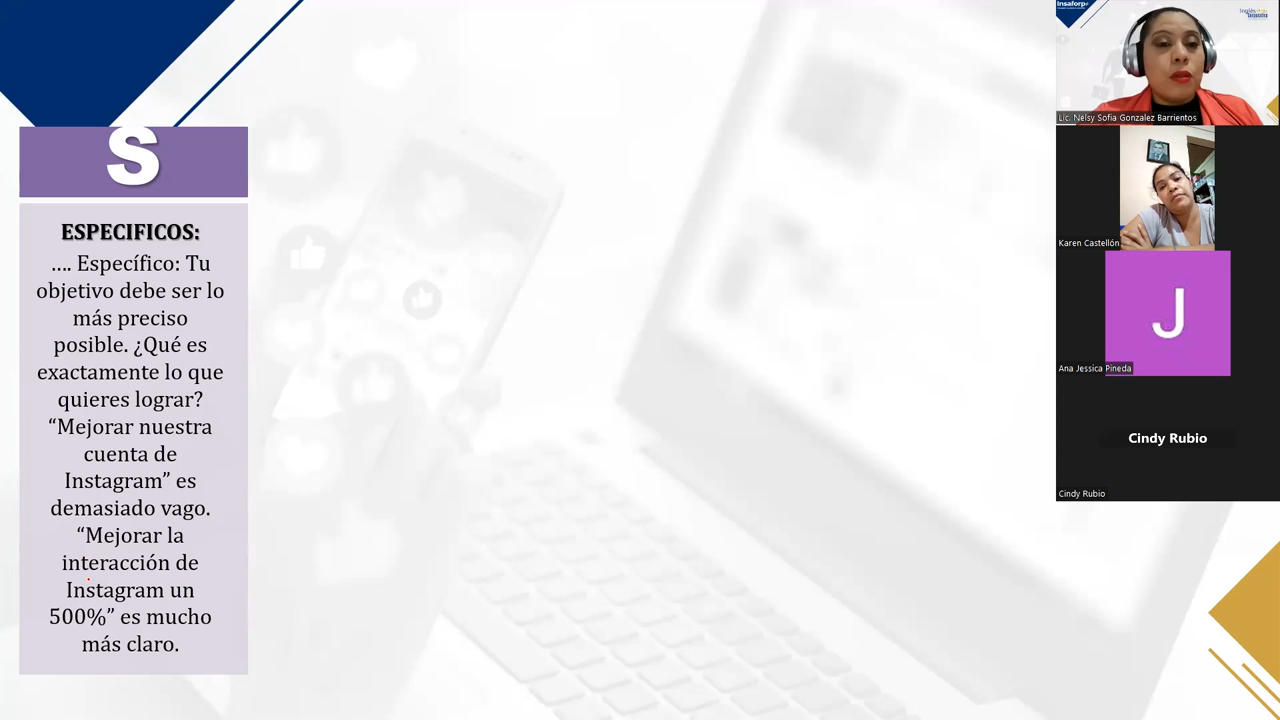 S
ESPECIFICOS:
.... Específico: Tu
objetivo debe ser lo
más preciso
posible. ¿Qué es
exactamente lo que
quieres lograr?
“Mejorar nuestra
cuenta de
Instagram” es
demasiado vago.
“Mejorar la
interacción de
Instagram un
500%” es mucho
más claro.
Insaforp
Lic. Nelsy Sofia Gonzalez Barrientos
Karen Castellón
J
Ana Jessica Pineda
Cindy Rubio
Cindy Rubio